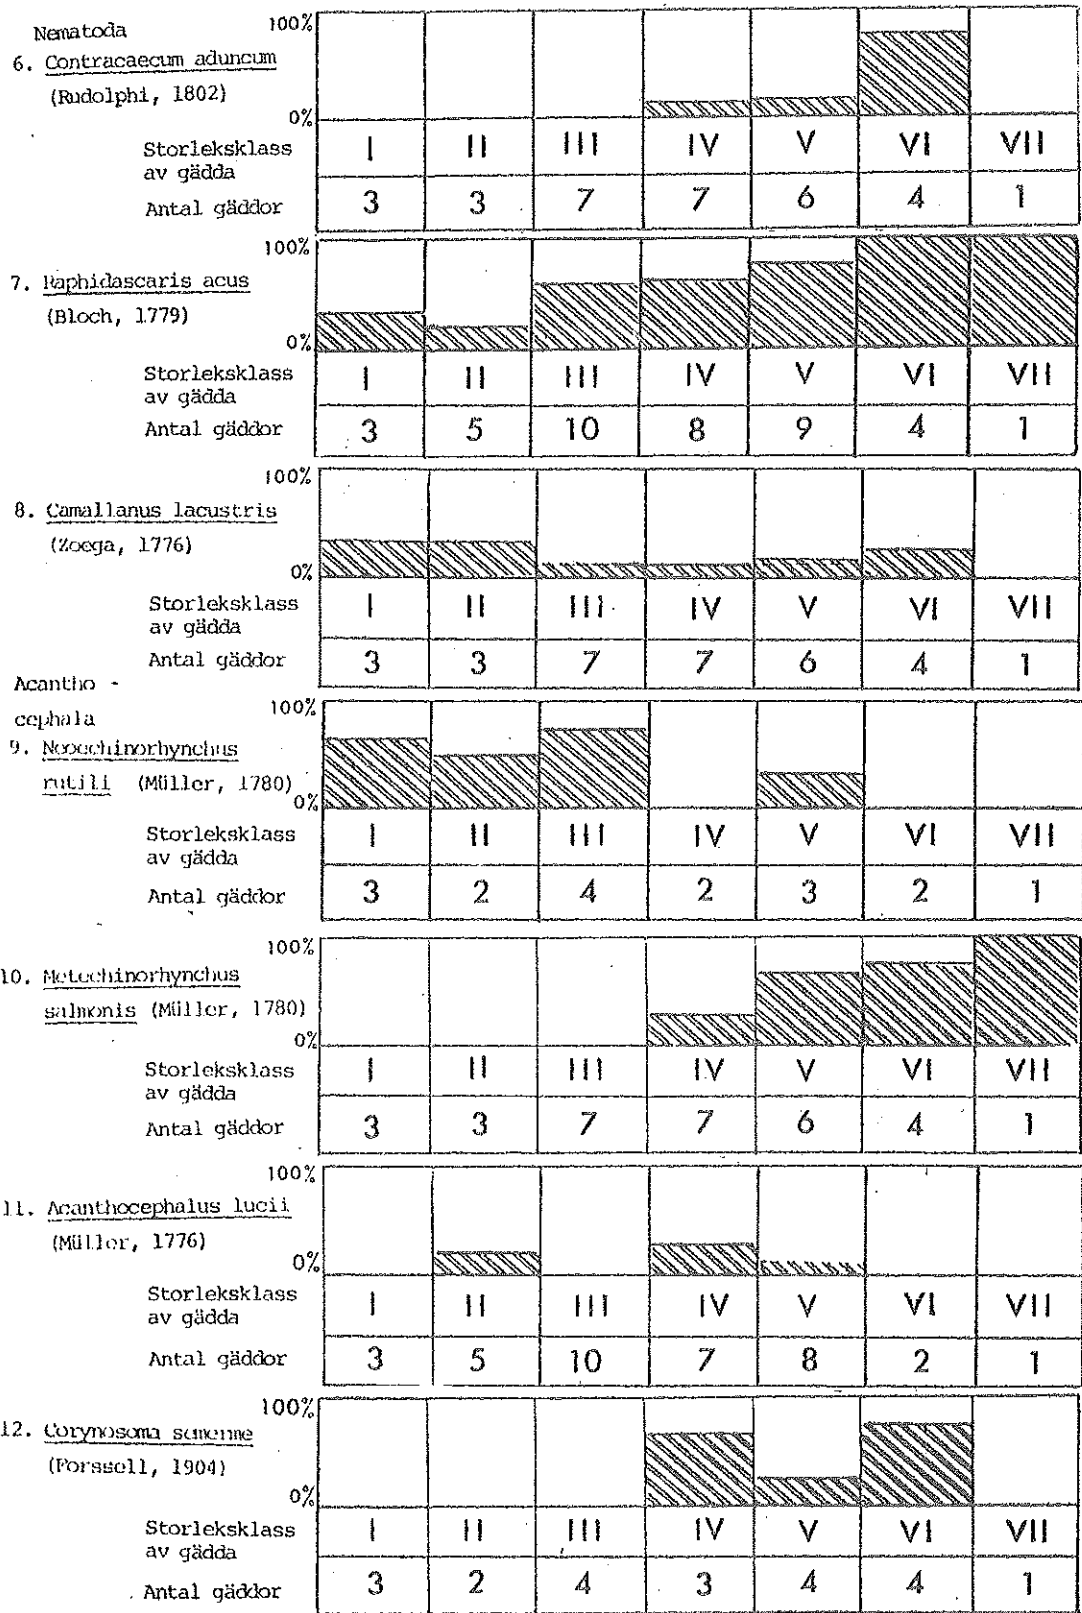 Nematoda
100%
6. Contracaecum aduncum
(Rudolphi, 1802)
0%
Storleksklass av gädda I II III IV V VI VII
Antal gäddor 3 3 7 7 6 4 1
100%
7. Raphidascaris acus
(Bloch, 1779)
0%
Storleksklass av gädda I II III IV V VI VII
Antal gäddor 3 5 10 8 9 4 1
100%
8. Camallanus lacustris
(Zoega, 1776)
0%
Storleksklass av gädda I II III IV V VI VII
Antal gäddor 3 3 7 7 6 4 1
Acantho -
cephala
100%
9. Neoechinorhynchus
rutili (Müller, 1780)
0%
Storleksklass av gädda I II III IV V VI VII
Antal gäddor 3 2 4 2 3 2 1
100%
10. Metechinorhynchus
salmonis (Müller, 1780)
0%
Storleksklass av gädda I II III IV V VI VII
Antal gäddor 3 3 7 7 6 4 1
100%
11. Acanthocephalus lucii
(Müller, 1776)
0%
Storleksklass av gädda I II III IV V VI VII
Antal gäddor 3 5 10 7 8 2 1
100%
12. Corynosoma semerme
(Forssell, 1904)
0%
Storleksklass av gädda I II III IV V VI VII
Antal gäddor 3 2 4 3 4 4 1